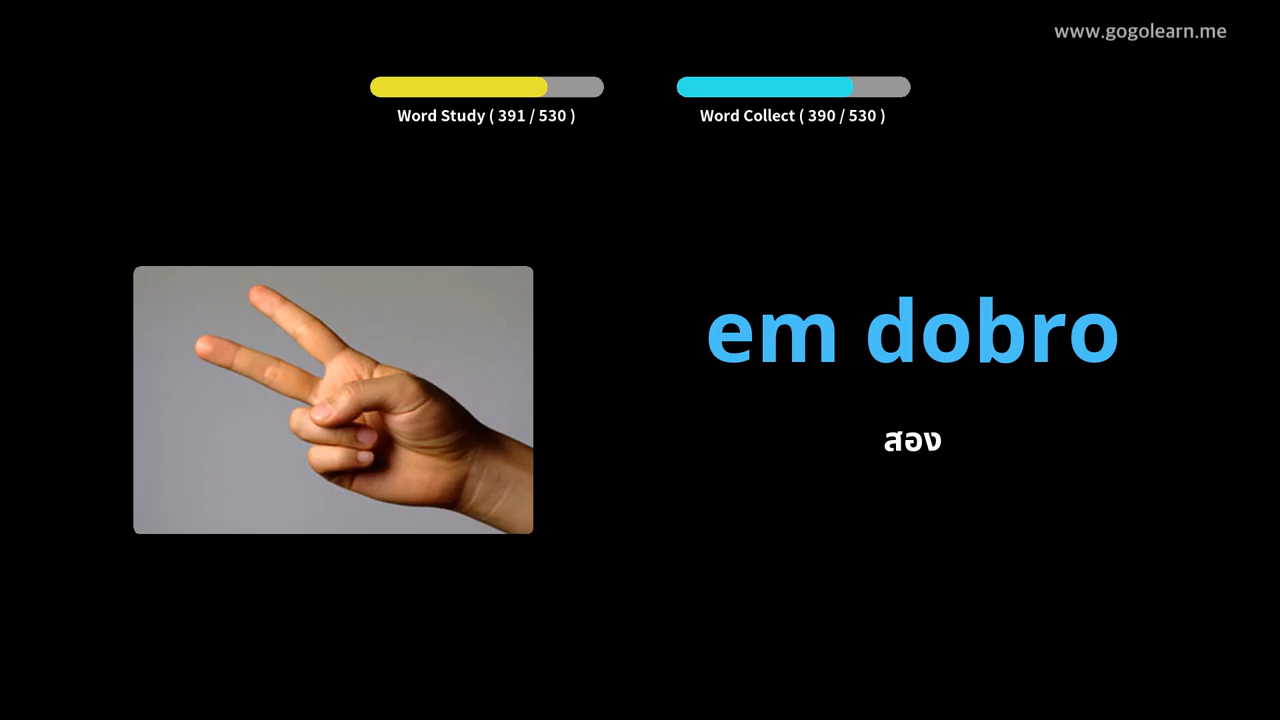 www.gogolearn.me
Word Study ( 391 / 530 )
Word Collect ( 390 / 530 )
em dobro
สอง